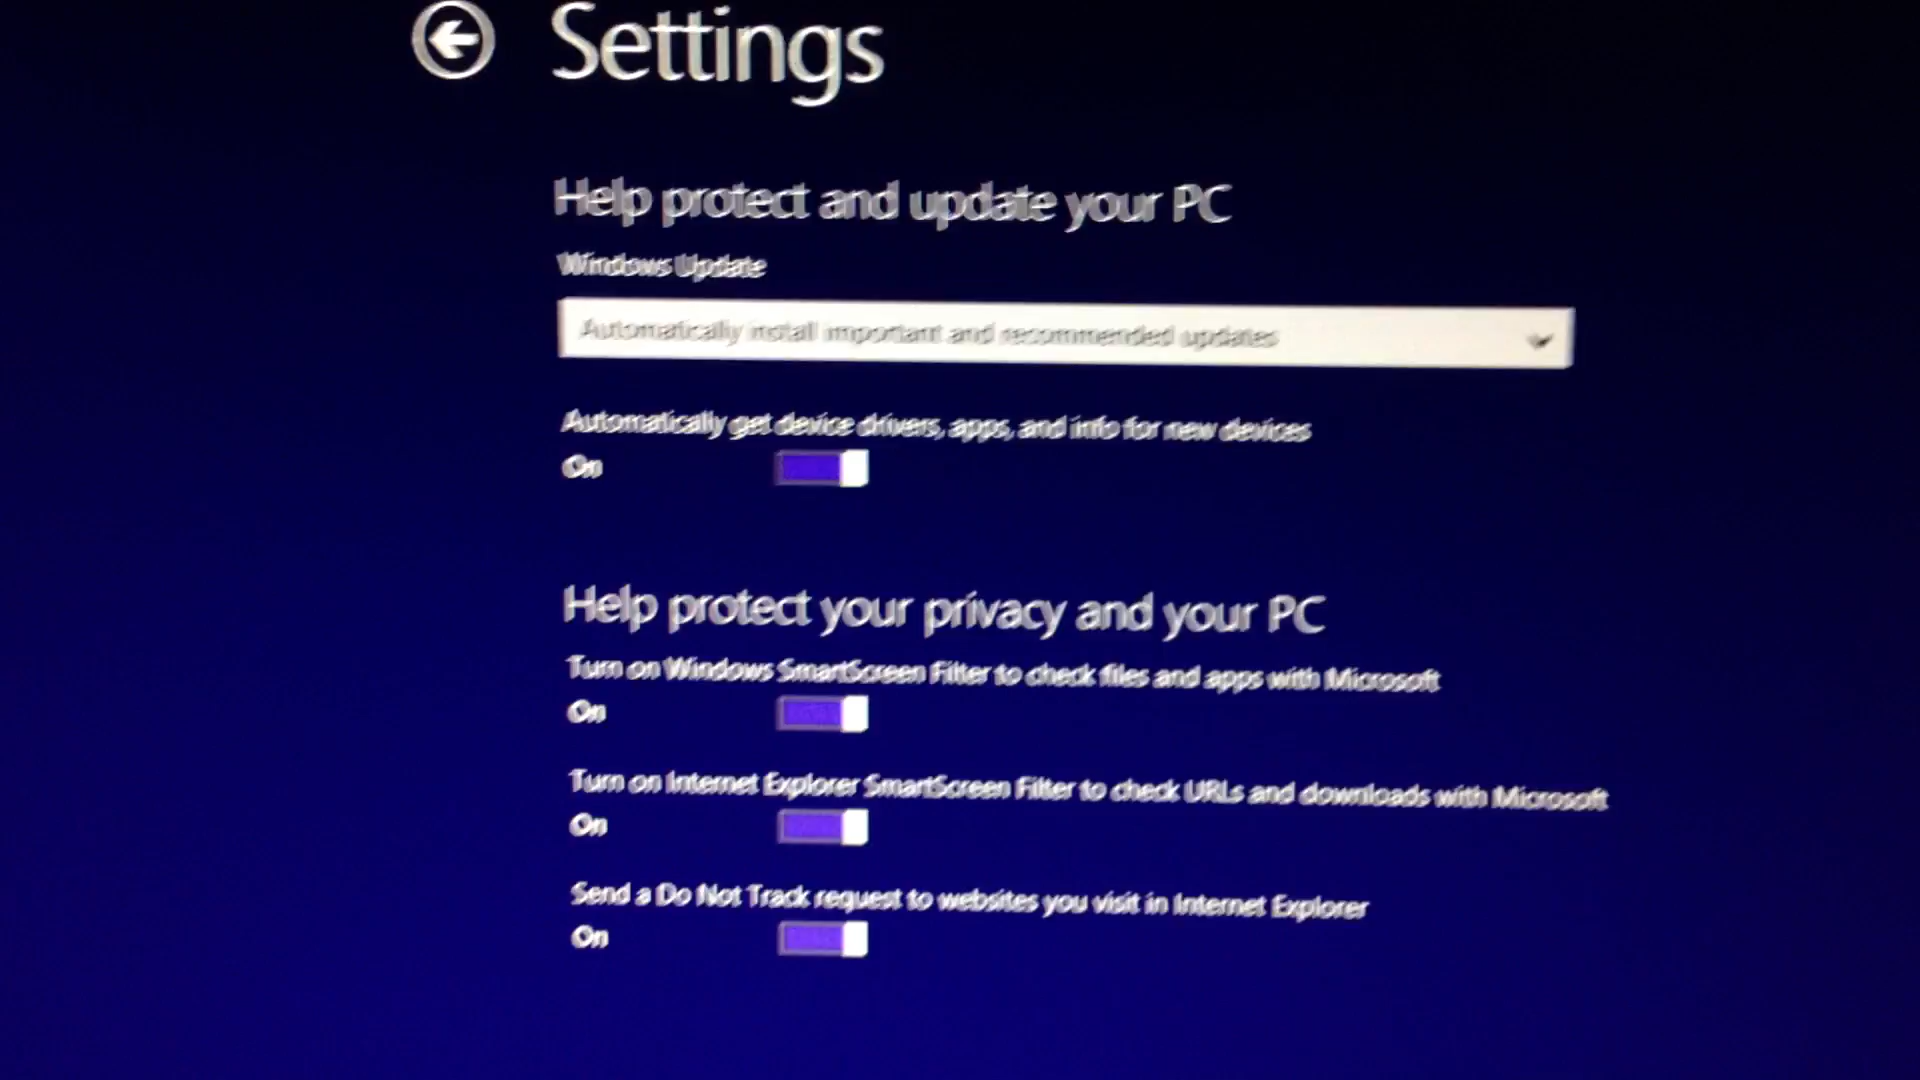 Settings
Help protect and update your PC
Windows Update
Automatically install important and recommended updates
Automatically get device drivers, apps, and info for new devices
On
Help protect your privacy and your PC
Turn on Windows SmartScreen Filter to check files and apps with Microsoft
On
Turn on Internet Explorer SmartScreen Filter to check URLs and downloads with Microsoft
On
Send a Do Not Track request to websites you visit in Internet Explorer
On